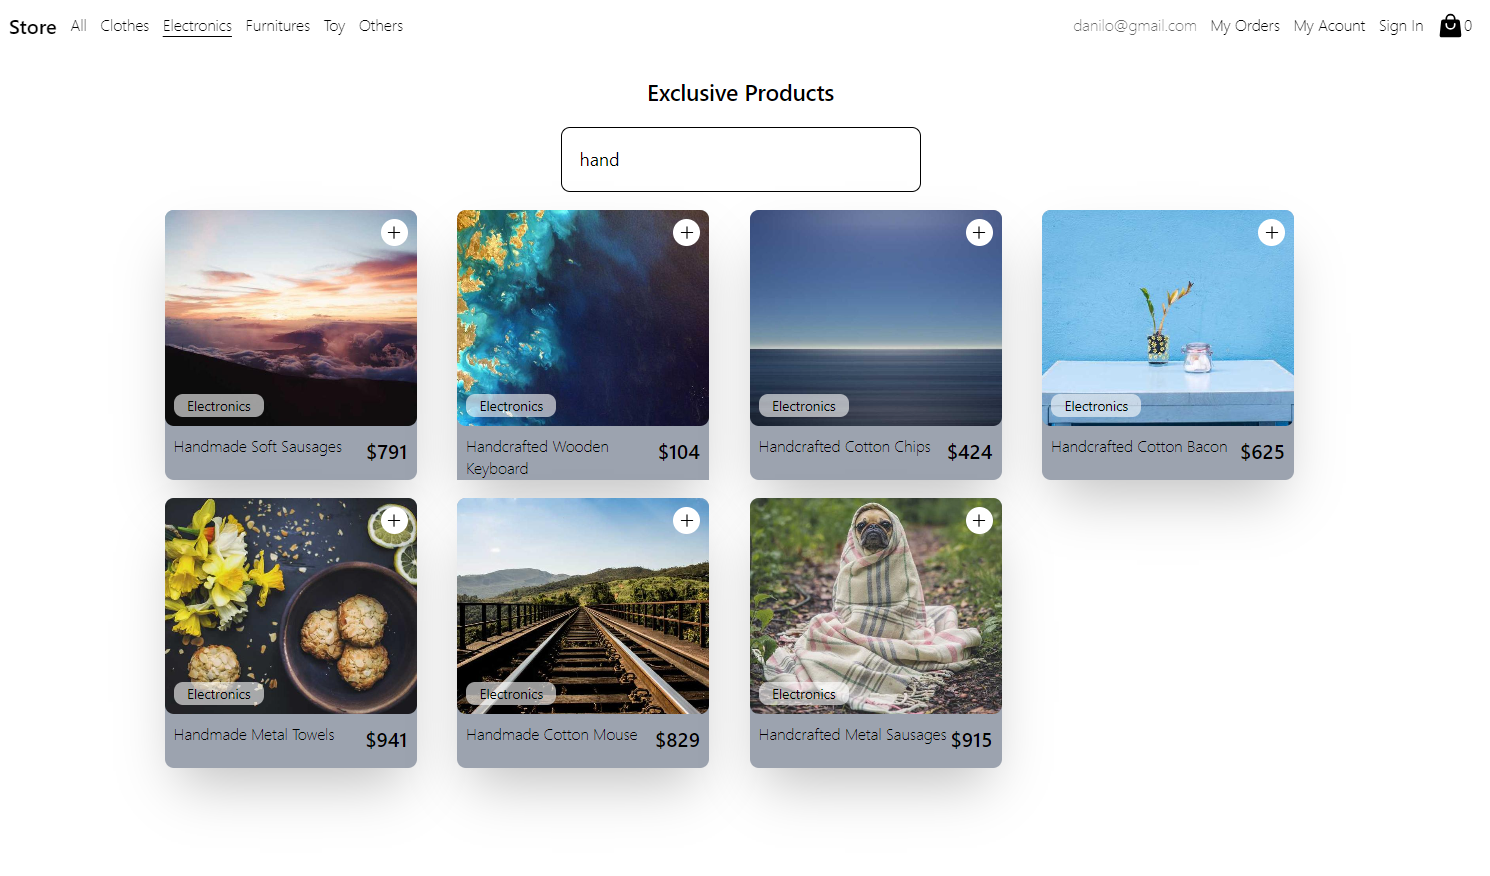 Store All Clothes Electronics Furnitures Toy Others danilo@gmail.com My Orders My Acount Sign In 0
Exclusive Products
hand
Electronics
Handmade Soft Sausages $791
Electronics
Handcrafted Wooden
Keyboard
$104
Electronics
Handcrafted Cotton Chips $424
Electronics
Handcrafted Cotton Bacon $625
Electronics
Handmade Metal Towels $941
Electronics
Handmade Cotton Mouse $829
Electronics
Handcrafted Metal Sausages $915